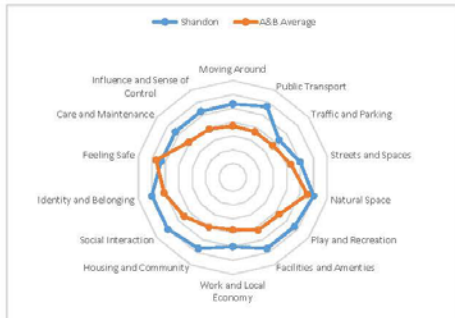 Shandon
A&B Average
Moving Around
Public Transport
Traffic and Parking
Streets and Spaces
Natural Space
Play and Recreation
Facilities and Amenties
Work and Local
Economy
Housing and Community
Social Interaction
Identity and Belonging
Feeling Safe
Care and Maintenance
Influence and Sense of
Control